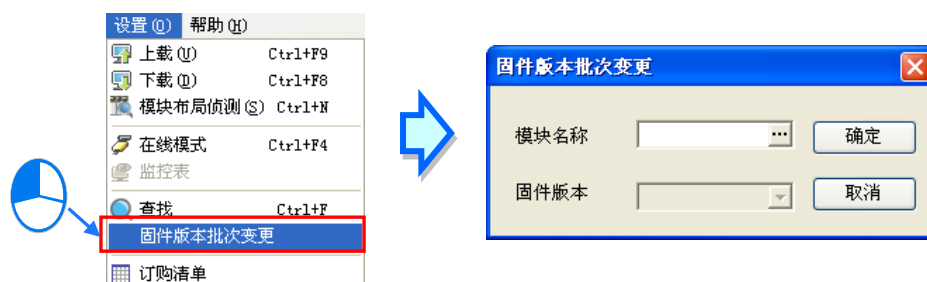 设置(O) 帮助(H)
上载(U) Ctrl+F9
下载(D) Ctrl+F8
模块布局侦测(S) Ctrl+N
在线模式 Ctrl+F4
监控表
查找 Ctrl+F
固件版本批次变更
订购清单
固件版本批次变更
模块名称 ... 确定
固件版本 取消